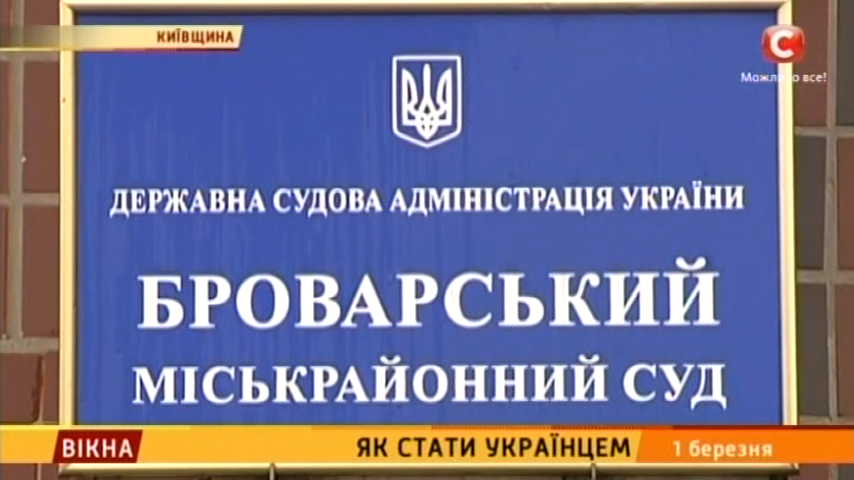 КИЇВЩИНА
Можливо все!
ДЕРЖАВНА СУДОВА АДМІНІСТРАЦІЯ УКРАЇНИ
БРОВАРСЬКИЙ
МІСЬКРАЙОННИЙ СУД
ВІКНА
ЯК СТАТИ УКРАЇНЦЕМ
1 березня